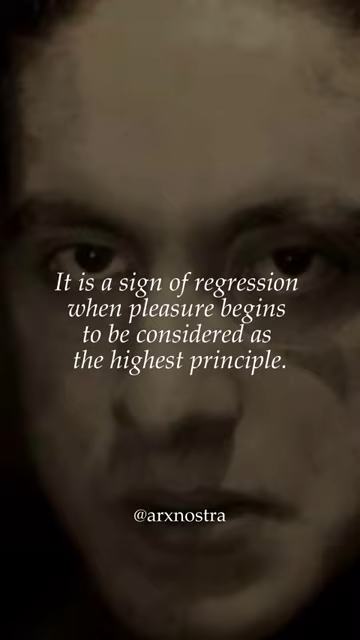 It is a sign of regression
when pleasure begins
to be considered as
the highest principle.
@arxnostra